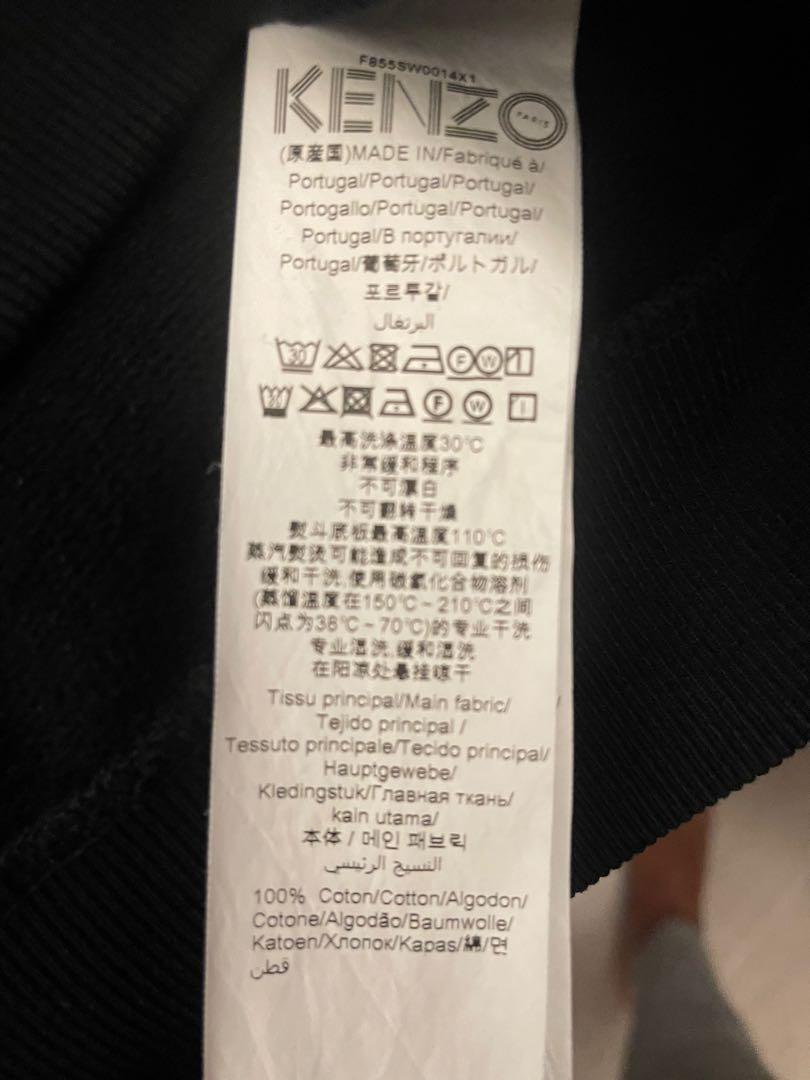 F855SW0014X1
KENZO
PARIS
(原産国)MADE IN/Fabriqué à/
Portugal/Portugal/Portugal/
Portogallo/Portugal/Portugal/
Portugal/В португалии/
Portugal/葡萄牙/ポルトガル/
포르투갈/
البرتغال
30 F W
30 F W
最高洗涤温度30°C
非常缓和程序
不可漂白
不可翻转干燥
熨斗底板最高温度110°C
蒸汽熨烫可能造成不可回复的损伤
缓和干洗,使用碳氢化合物溶剂
(蒸馏温度在150°C~210°C之间
闪点为38°C~70°C)的专业干洗
专业湿洗,缓和湿洗
在阳凉处悬挂晾干
Tissu principal/Main fabric/
Tejido principal /
Tessuto principale/Tecido principal/
Hauptgewebe/
Kledingstuk/Главная ткань/
kain utama/
本体 / 메인 패브릭
النسيج الرئيسي
100% Coton/Cotton/Algodon/
Cotone/Algodão/Baumwolle/
Katoen/Хлопок/Kapas/綿/면
قطن